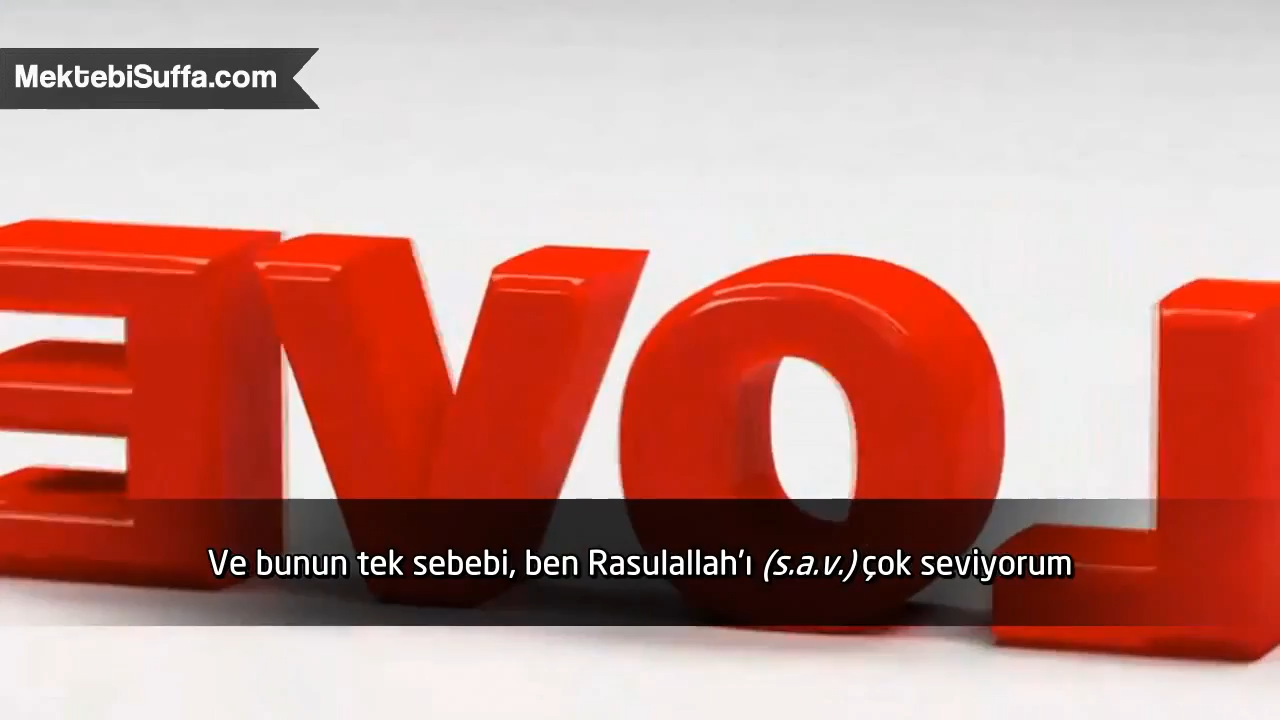 MektebiSuffa.com
LOVE
Ve bunun tek sebebi, ben Rasulallah'ı (s.a.v.) çok seviyorum